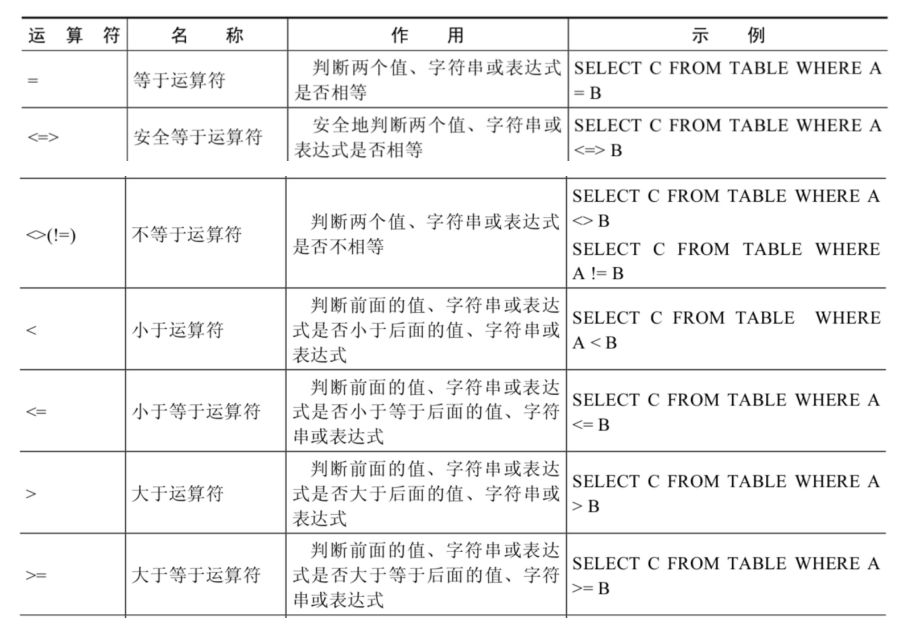 运 算 符 名 称 作 用 示 例
= 等于运算符 判断两个值、字符串或表达式 SELECT C FROM TABLE WHERE A
是否相等 = B
<=> 安全等于运算符 安全地判断两个值、字符串或 SELECT C FROM TABLE WHERE A
表达式是否相等 <=> B
<>(!=) 不等于运算符 判断两个值、字符串或表达式 SELECT C FROM TABLE WHERE A
是否不相等 <> B
SELECT C FROM TABLE WHERE
A != B
< 小于运算符 判断前面的值、字符串或表达 SELECT C FROM TABLE WHERE
式是否小于后面的值、字符串或 A < B
表达式
<= 小于等于运算符 判断前面的值、字符串或表达 SELECT C FROM TABLE WHERE A
式是否小于等于后面的值、字符 <= B
串或表达式
> 大于运算符 判断前面的值、字符串或表达 SELECT C FROM TABLE WHERE A
式是否大于后面的值、字符串或 > B
表达式
>= 大于等于运算符 判断前面的值、字符串或表达 SELECT C FROM TABLE WHERE A
式是否大于等于后面的值、字符 >= B
串或表达式